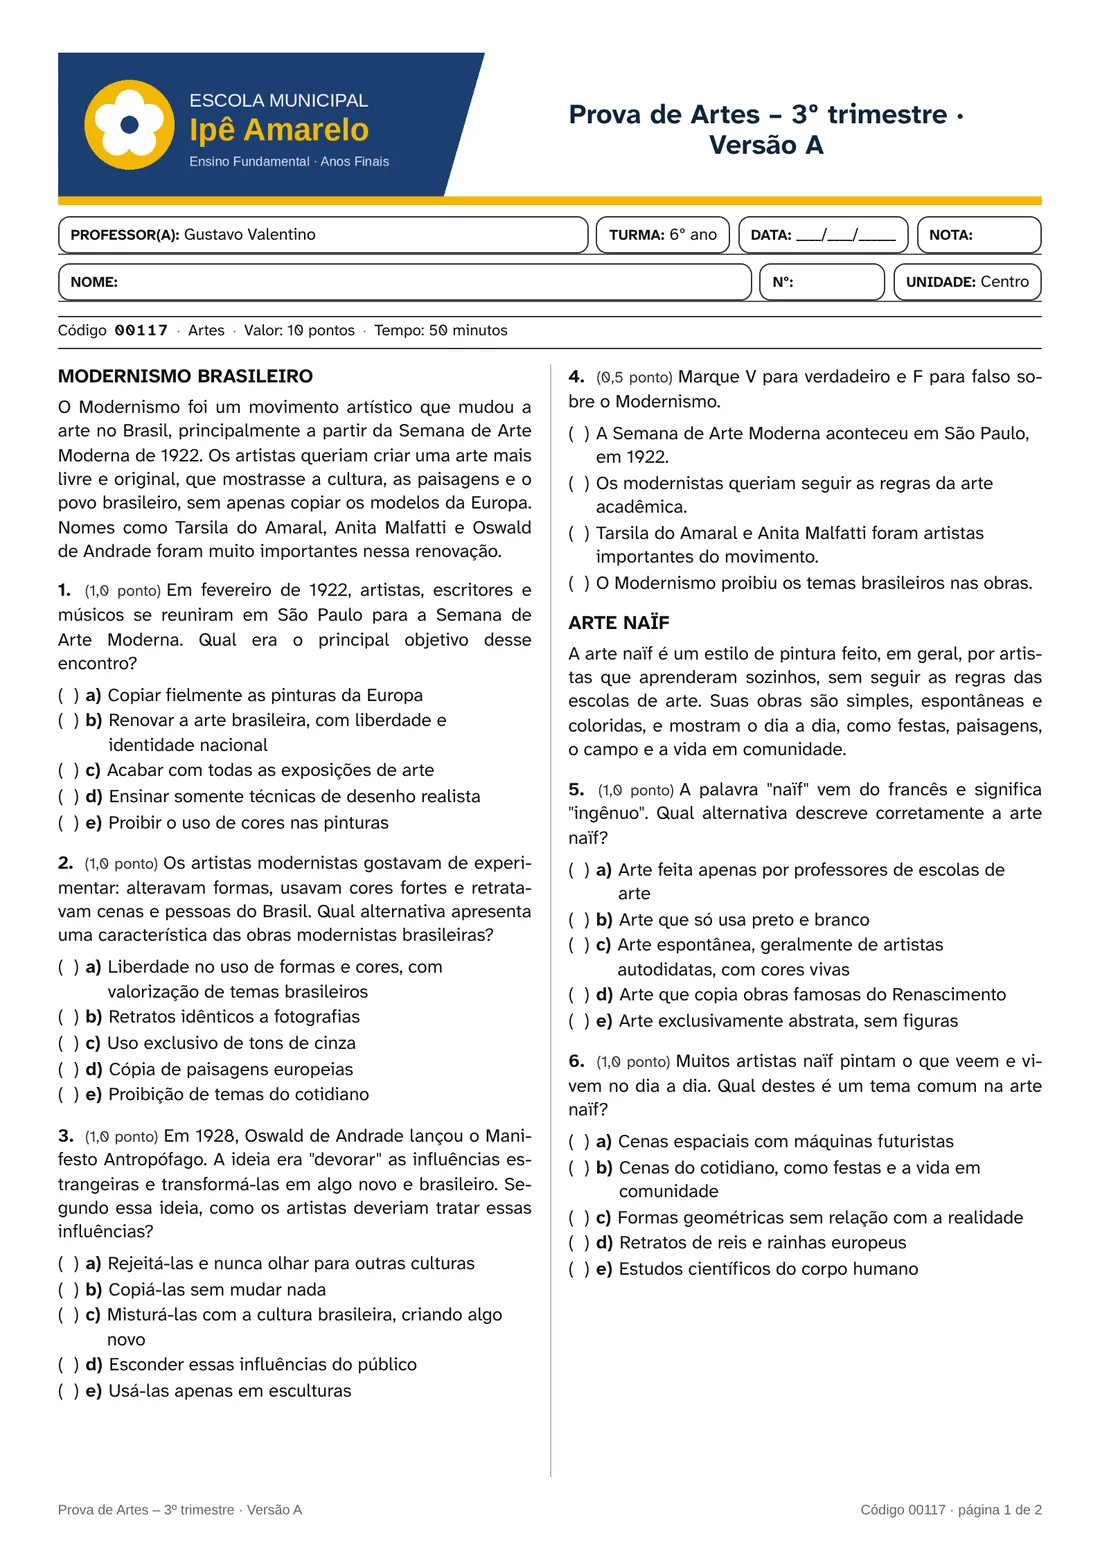 ESCOLA MUNICIPAL
Ipê Amarelo
Ensino Fundamental · Anos Finais
Prova de Artes – 3º trimestre ·
Versão A
PROFESSOR(A): Gustavo Valentino
TURMA: 6º ano
DATA: ___/___/_____
NOTA:
NOME:
Nº:
UNIDADE: Centro
Código 00117 · Artes · Valor: 10 pontos · Tempo: 50 minutos
MODERNISMO BRASILEIRO
O Modernismo foi um movimento artístico que mudou a
arte no Brasil, principalmente a partir da Semana de Arte
Moderna de 1922. Os artistas queriam criar uma arte mais
livre e original, que mostrasse a cultura, as paisagens e o
povo brasileiro, sem apenas copiar os modelos da Europa.
Nomes como Tarsila do Amaral, Anita Malfatti e Oswald
de Andrade foram muito importantes nessa renovação.
1. (1,0 ponto) Em fevereiro de 1922, artistas, escritores e
músicos se reuniram em São Paulo para a Semana de
Arte Moderna. Qual era o principal objetivo desse
encontro?
( ) a) Copiar fielmente as pinturas da Europa
( ) b) Renovar a arte brasileira, com liberdade e
identidade nacional
( ) c) Acabar com todas as exposições de arte
( ) d) Ensinar somente técnicas de desenho realista
( ) e) Proibir o uso de cores nas pinturas
2. (1,0 ponto) Os artistas modernistas gostavam de experi-
mentar: alteravam formas, usavam cores fortes e retrata-
vam cenas e pessoas do Brasil. Qual alternativa apresenta
uma característica das obras modernistas brasileiras?
( ) a) Liberdade no uso de formas e cores, com
valorização de temas brasileiros
( ) b) Retratos idênticos a fotografias
( ) c) Uso exclusivo de tons de cinza
( ) d) Cópia de paisagens europeias
( ) e) Proibição de temas do cotidiano
3. (1,0 ponto) Em 1928, Oswald de Andrade lançou o Mani-
festo Antropófago. A ideia era "devorar" as influências es-
trangeiras e transformá-las em algo novo e brasileiro. Se-
gundo essa ideia, como os artistas deveriam tratar essas
influências?
( ) a) Rejeitá-las e nunca olhar para outras culturas
( ) b) Copiá-las sem mudar nada
( ) c) Misturá-las com a cultura brasileira, criando algo
novo
( ) d) Esconder essas influências do público
( ) e) Usá-las apenas em esculturas
4. (0,5 ponto) Marque V para verdadeiro e F para falso so-
bre o Modernismo.
( ) A Semana de Arte Moderna aconteceu em São Paulo,
em 1922.
( ) Os modernistas queriam seguir as regras da arte
acadêmica.
( ) Tarsila do Amaral e Anita Malfatti foram artistas
importantes do movimento.
( ) O Modernismo proibiu os temas brasileiros nas obras.
ARTE NAÏF
A arte naïf é um estilo de pintura feito, em geral, por artis-
tas que aprenderam sozinhos, sem seguir as regras das
escolas de arte. Suas obras são simples, espontâneas e
coloridas, e mostram o dia a dia, como festas, paisagens,
o campo e a vida em comunidade.
5. (1,0 ponto) A palavra "naïf" vem do francês e significa
"ingênuo". Qual alternativa descreve corretamente a arte
naïf?
( ) a) Arte feita apenas por professores de escolas de
arte
( ) b) Arte que só usa preto e branco
( ) c) Arte espontânea, geralmente de artistas
autodidatas, com cores vivas
( ) d) Arte que copia obras famosas do Renascimento
( ) e) Arte exclusivamente abstrata, sem figuras
6. (1,0 ponto) Muitos artistas naïf pintam o que veem e vi-
vem no dia a dia. Qual destes é um tema comum na arte
naïf?
( ) a) Cenas espaciais com máquinas futuristas
( ) b) Cenas do cotidiano, como festas e a vida em
comunidade
( ) c) Formas geométricas sem relação com a realidade
( ) d) Retratos de reis e rainhas europeus
( ) e) Estudos científicos do corpo humano
Prova de Artes – 3º trimestre · Versão A
Código 00117 · página 1 de 2